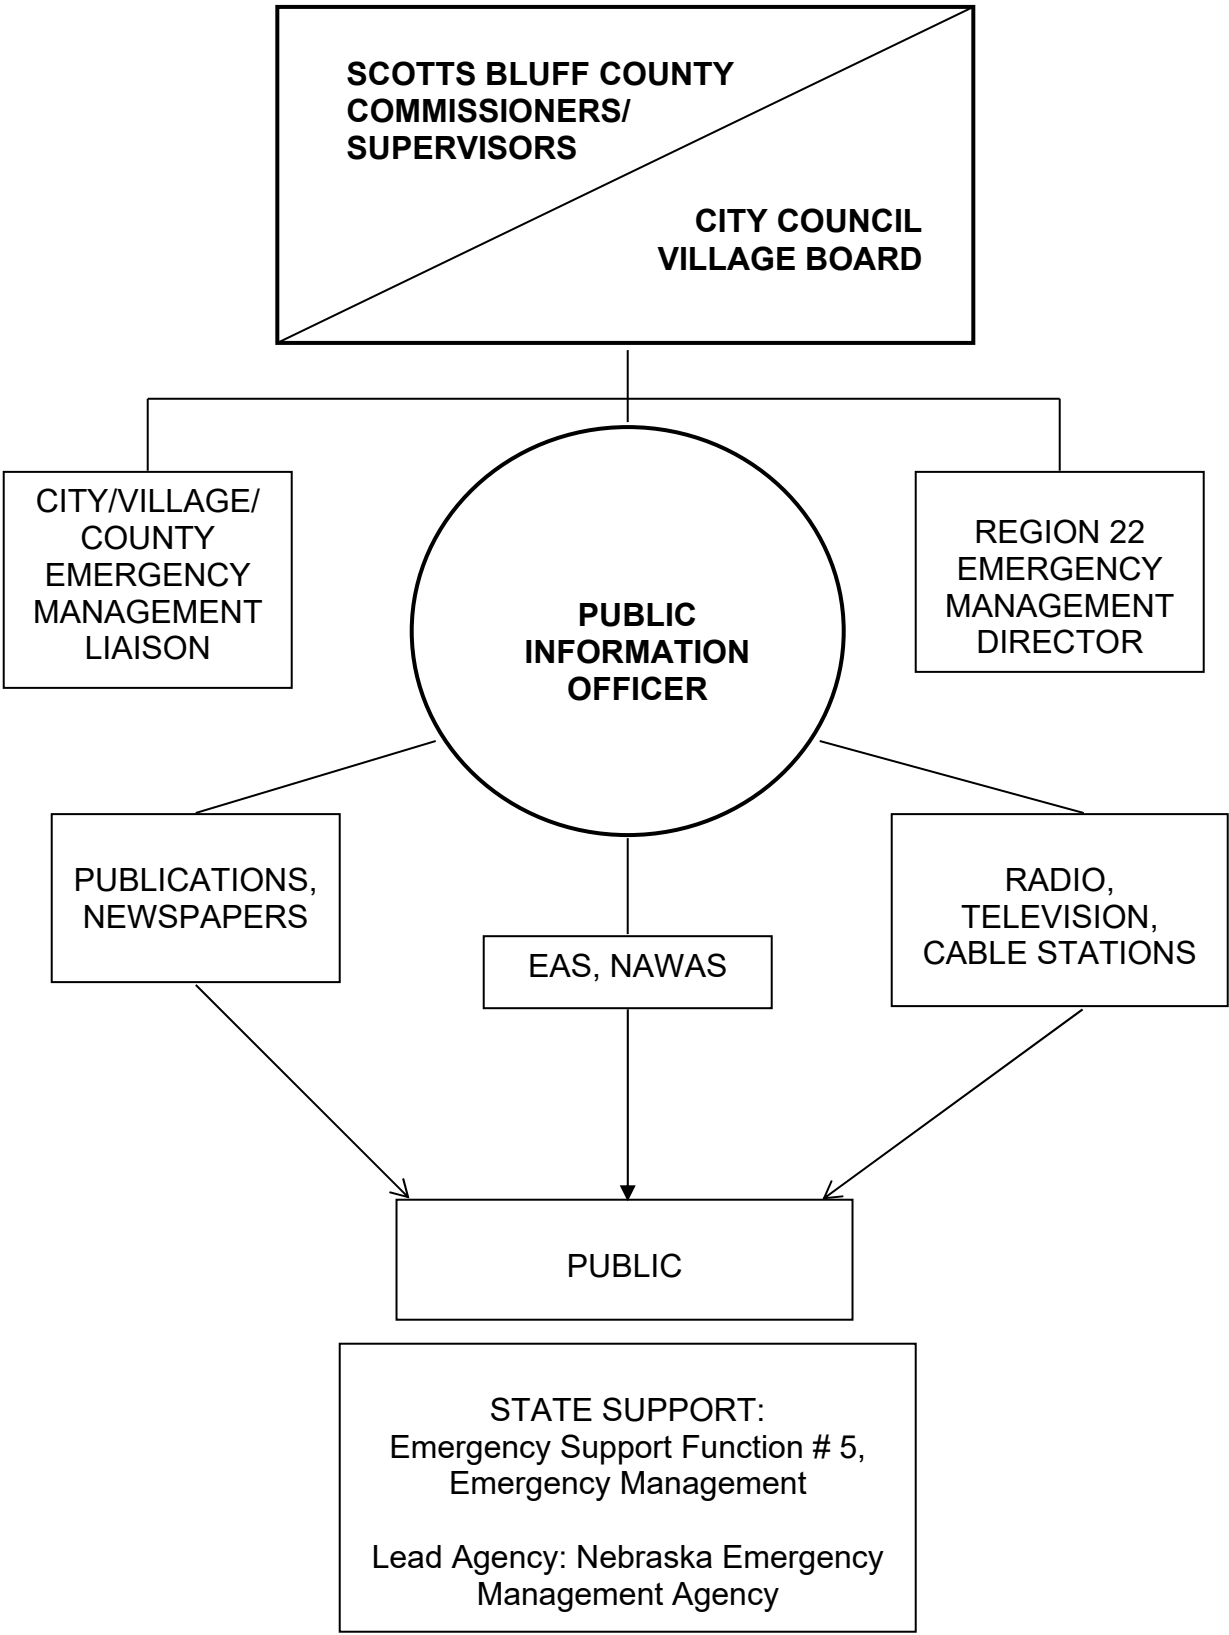 SCOTTS BLUFF COUNTY
COMMISSIONERS/
SUPERVISORS
CITY COUNCIL
VILLAGE BOARD
CITY/VILLAGE/
COUNTY
EMERGENCY
MANAGEMENT
LIAISON
PUBLIC
INFORMATION
OFFICER
REGION 22
EMERGENCY
MANAGEMENT
DIRECTOR
PUBLICATIONS,
NEWSPAPERS
EAS, NAWAS
RADIO,
TELEVISION,
CABLE STATIONS
PUBLIC
STATE SUPPORT:
Emergency Support Function # 5,
Emergency Management
Lead Agency: Nebraska Emergency
Management Agency